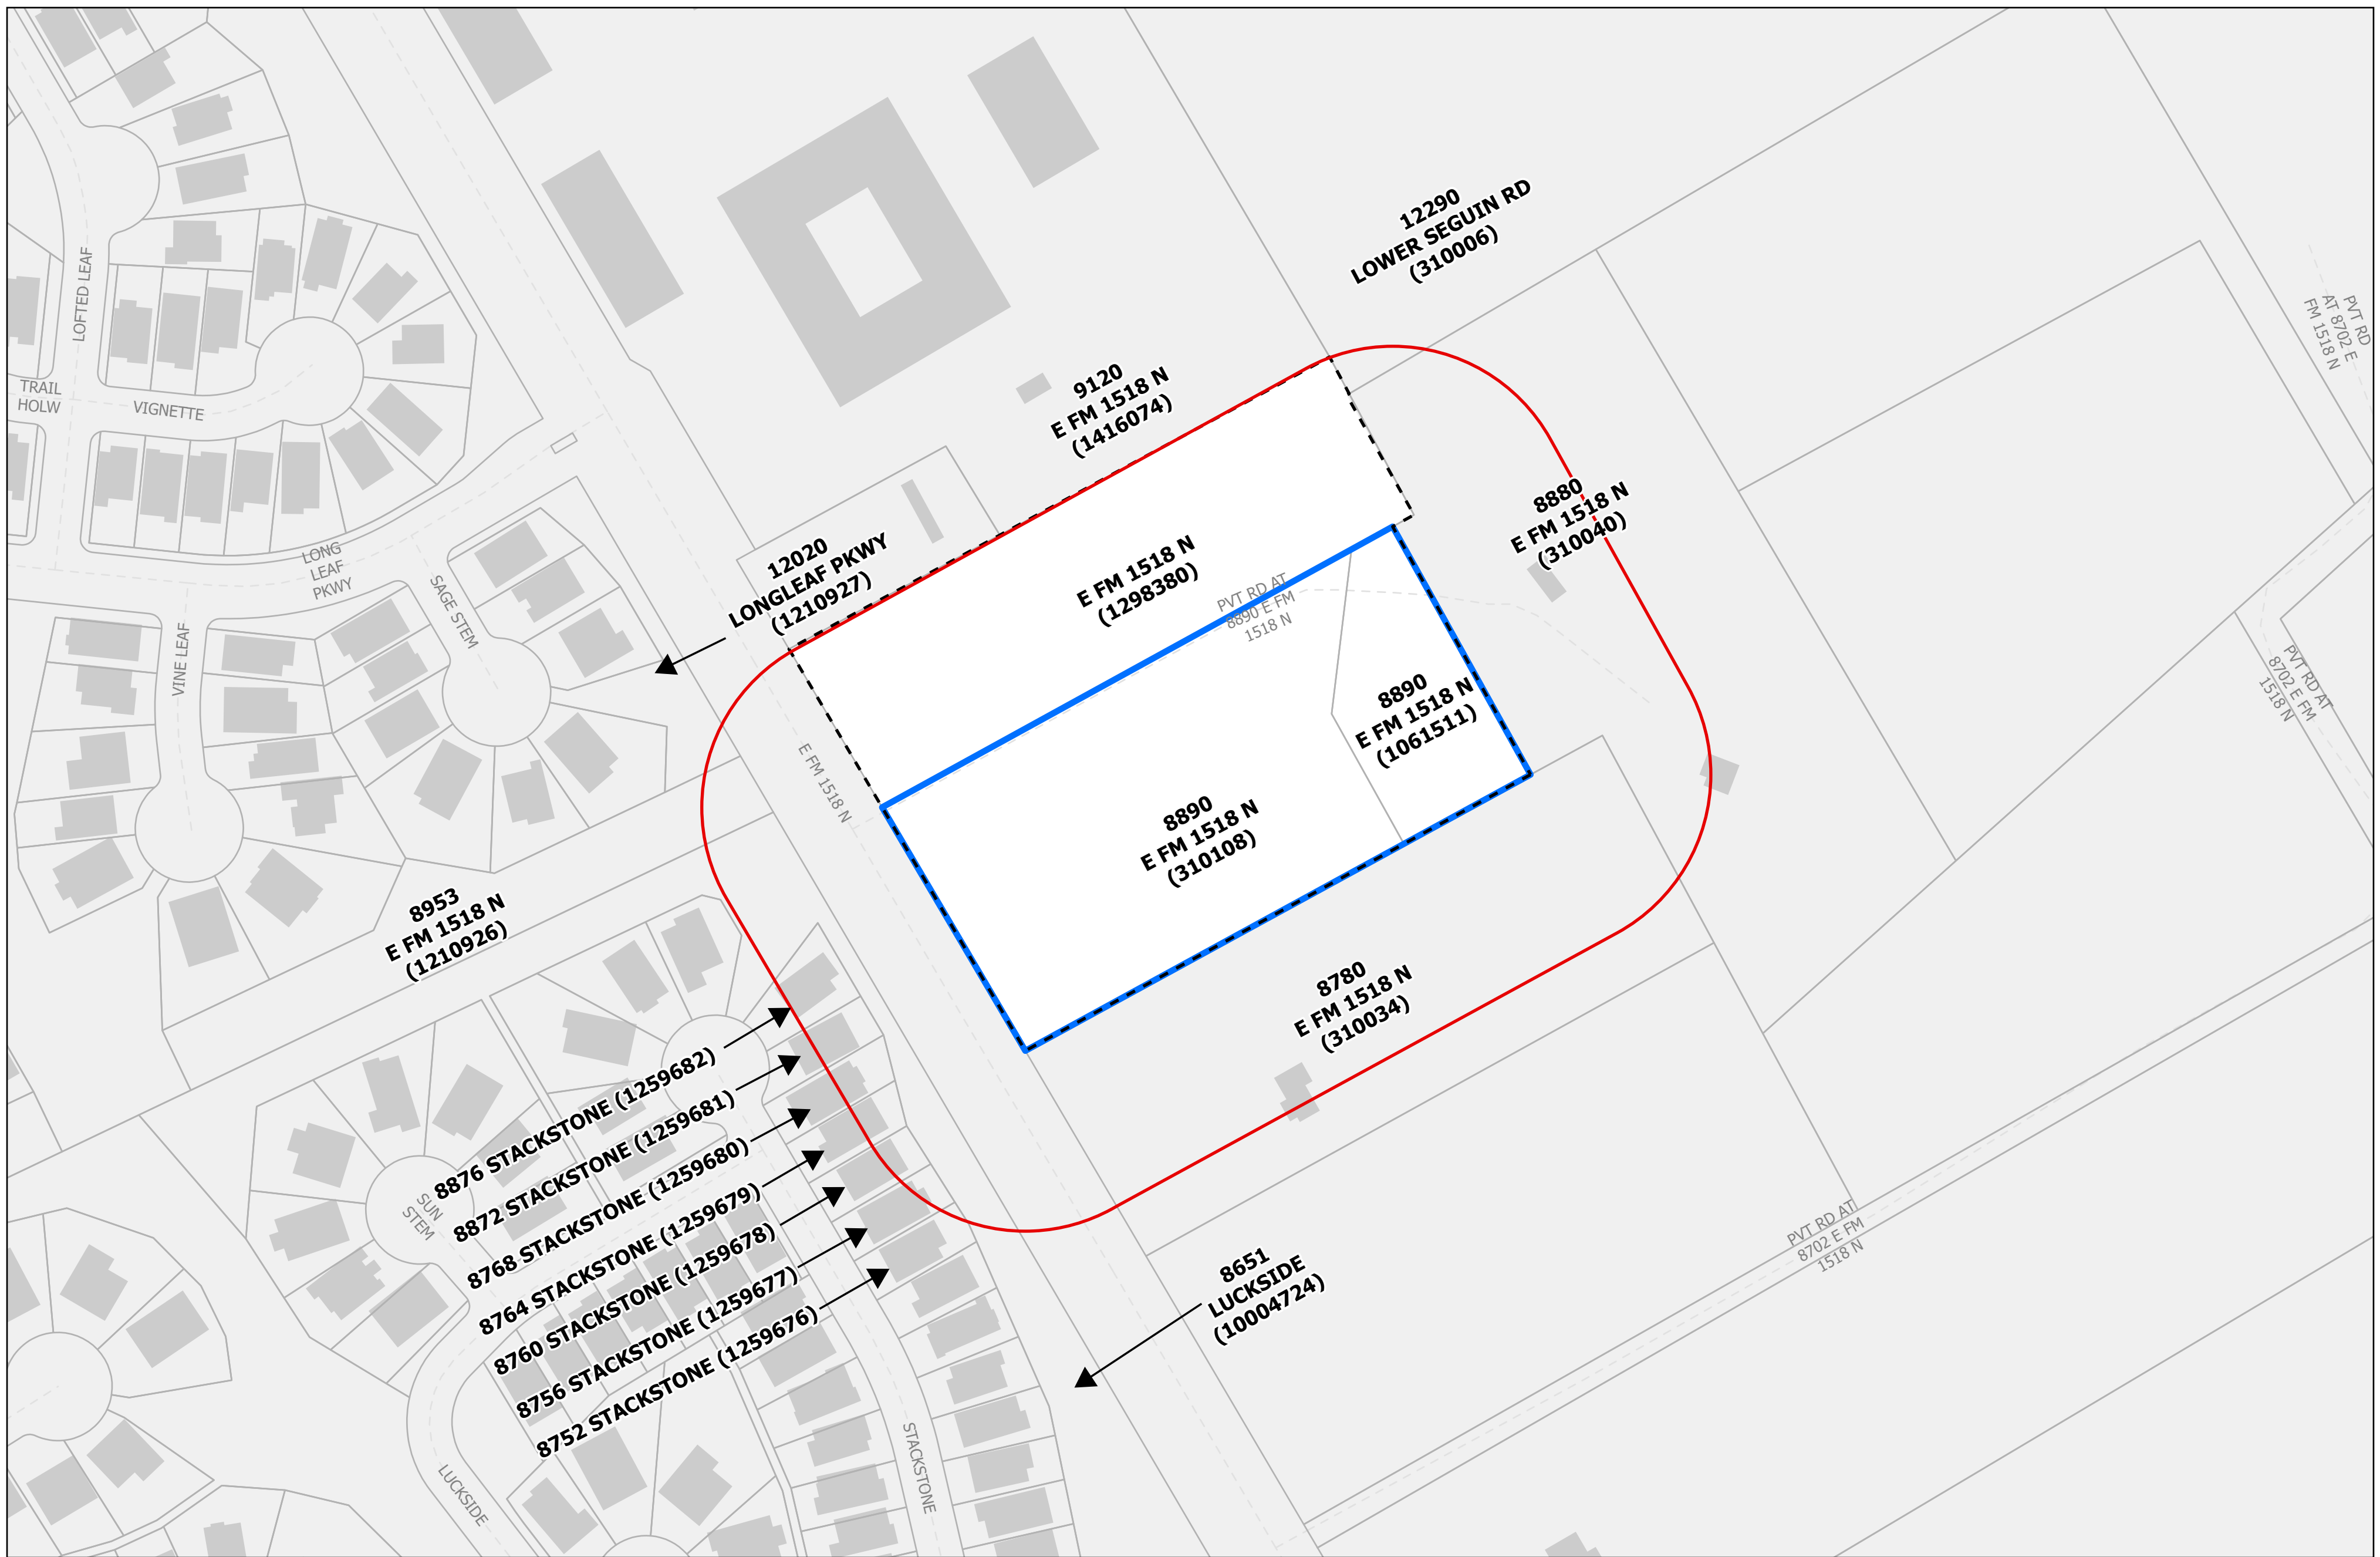 12290
LOWER SEGUIN RD
(310006)
PVT RD
AT 8702 E
FM 1518 N
LOFTED LEAF
TRAIL
HOLW
VIGNETTE
9120
E FM 1518 N
(1416074)
8880
E FM 1518 N
(310040)
12020
LONGLEAF PKWY
(1210927)
LONG
LEAF
PKWY
SAGE STEM
E FM 1518 N
(1298380)
PVT RD AT
8890 E FM
1518 N
VINE LEAF
8890
E FM 1518 N
(1061511)
PVT RD AT
8702 E FM
1518 N
E FM 1518 N
8890
E FM 1518 N
(310108)
8953
E FM 1518 N
(1210926)
8780
E FM 1518 N
(310034)
8876 STACKSTONE (1259682)
8872 STACKSTONE (1259681)
8768 STACKSTONE (1259680)
8764 STACKSTONE (1259679)
8760 STACKSTONE (1259678)
8756 STACKSTONE (1259677)
8752 STACKSTONE (1259676)
SUN
STEM
PVT RD AT
8702 E FM
1518 N
8651
LUCKSIDE
(10004724)
LUCKSIDE
STACKSTONE